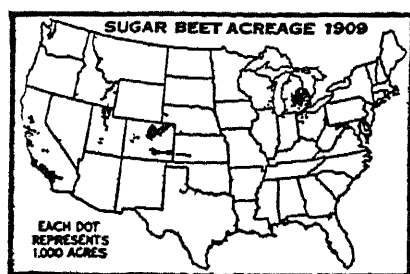 SUGAR BEET ACREAGE 1909
EACH DOT
REPRESENTS
1,000 ACRES